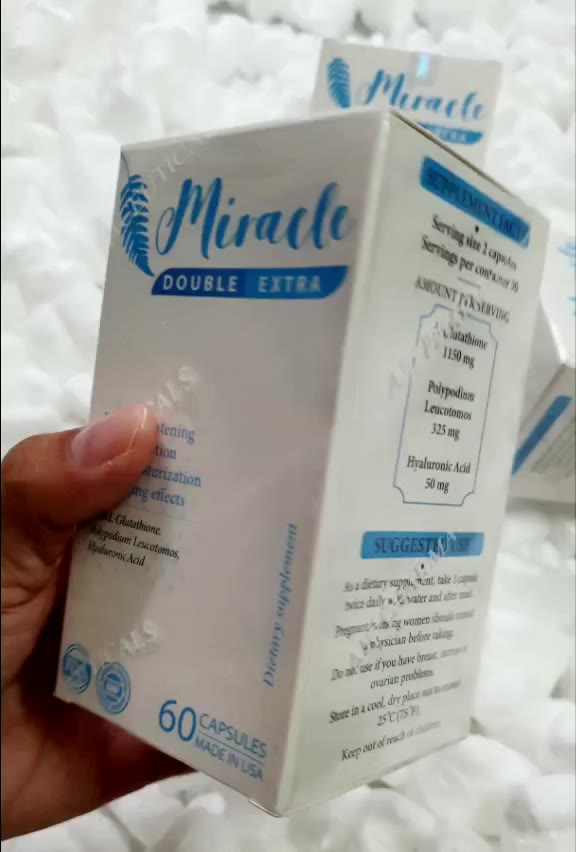 Miracle
DOUBLE EXTRA
Glutathione,
Polypodium Leucotomos,
Hyaluronic Acid
Dietary supplement
60 CAPSULES
MADE IN USA
SUPPLEMENT FACTS
Serving size 2 capsules
Servings per container 30
AMOUNT PER SERVING
1150 mg
Polypodium
Leucotomos
325 mg
Hyaluronic Acid
50 mg
SUGGESTED USE
As a dietary supplement, take 1 capsule
twice daily with water and after meal.
Pregnant women should consult
physician before taking.
Do not use if you have breast, or
ovarian problems.
Store in a cool, dry place not to exceed
25°C (75°F).
Keep out of reach of children.
Miracle